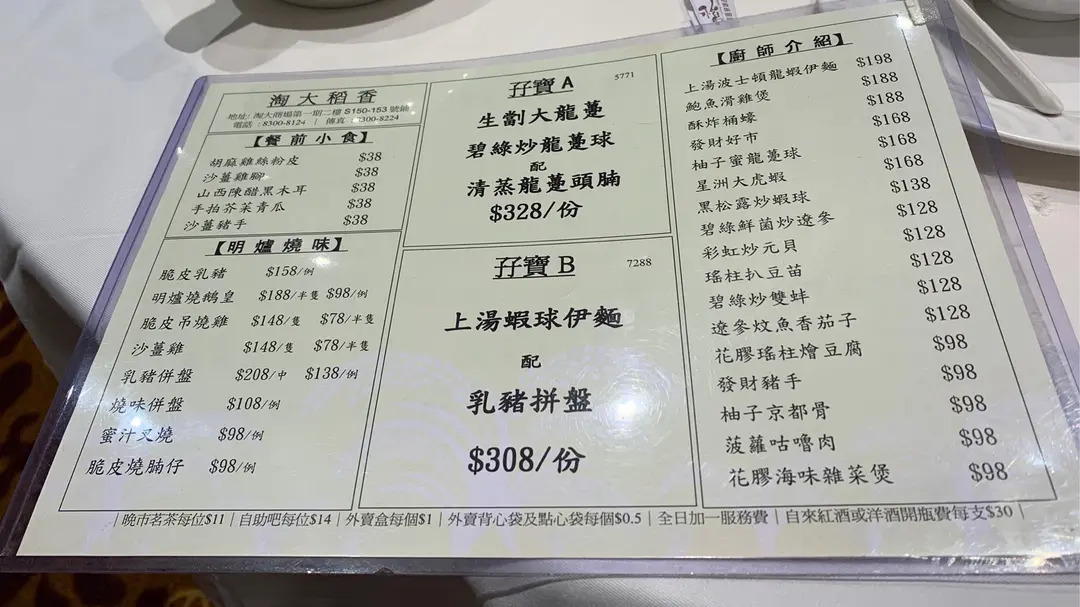 淘大稻香
地址: 淘大商場第一期二樓 S150-153 號舖
電話 : 8300-8124 | 傳真 : 8300-8224
【餐前小食】
胡麻雞絲粉皮 $38
沙薑雞腳 $38
山西陳醋黑木耳 $38
手拍芥茉青瓜 $38
沙薑豬手 $38
【明爐燒味】
脆皮乳豬 $158/例
明爐燒鵝皇 $188/半隻 $98/例
脆皮吊燒雞 $148/隻 $78/半隻
沙薑雞 $148/隻 $78/半隻
乳豬併盤 $208/中 $138/例
燒味併盤 $108/例
蜜汁叉燒 $98/例
脆皮燒腩仔 $98/例
孖寶A 5771
生劏大龍躉
碧綠炒龍躉球
配
清蒸龍躉頭腩
$328/份
孖寶B 7288
上湯蝦球伊麵
配
乳豬拼盤
$308/份
【廚師介紹】
上湯波士頓龍蝦伊麵 $198
鮑魚滑雞煲 $188
酥炸桶蠔 $188
發財好市 $168
柚子蜜龍躉球 $168
星洲大虎蝦 $168
黑松露炒蝦球 $138
碧綠鮮菌炒遼參 $128
彩虹炒元貝 $128
瑤柱扒豆苗 $128
碧綠炒雙蚌 $128
遼參炆魚香茄子 $128
花膠瑤柱燴豆腐 $98
發財豬手 $98
柚子京都骨 $98
菠蘿咕嚕肉 $98
花膠海味雜菜煲 $98
| 晚市茗茶每位$11 | 自助吧每位$14 | 外賣盒每個$1 | 外賣背心袋及點心袋每個$0.5 | 全日加一服務費 | 自來紅酒或洋酒開瓶費每支$30 |